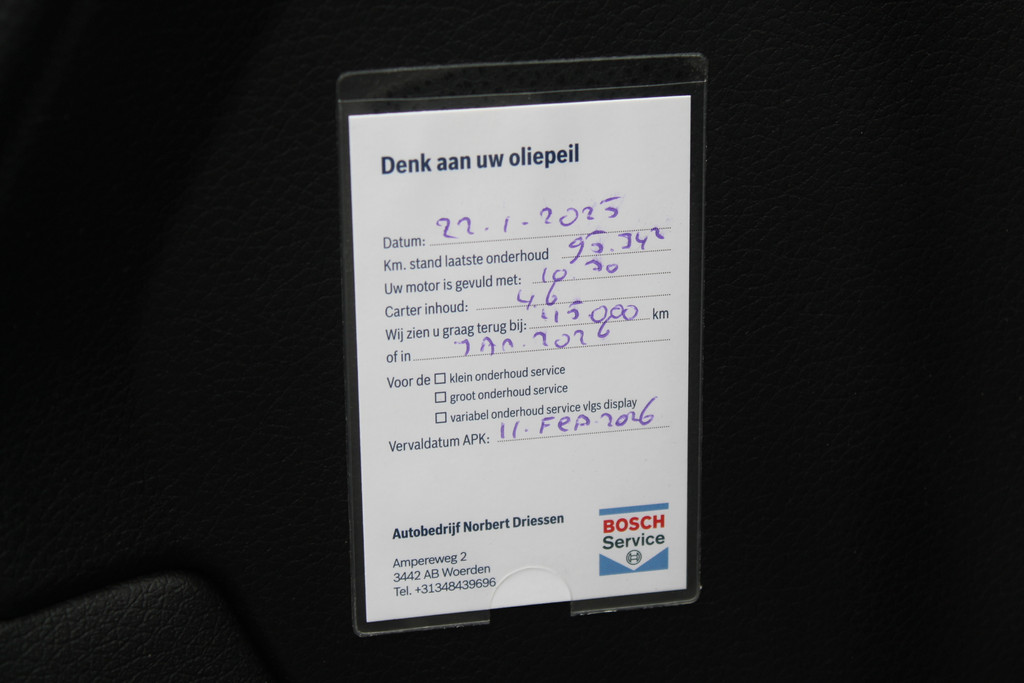 Denk aan uw oliepeil
Datum: 22-1-2025
Km. stand laatste onderhoud 95.342
Uw motor is gevuld met: 10.30
Carter inhoud: 4.6
Wij zien u graag terug bij: 115000 km
of in JAN. 2026
Voor de ☐ klein onderhoud service
☐ groot onderhoud service
☐ variabel onderhoud service vlgs display
Vervaldatum APK: 11. FEB. 2026
Autobedrijf Norbert Driessen
Ampereweg 2
3442 AB Woerden
Tel. +31348439696
BOSCH
Service